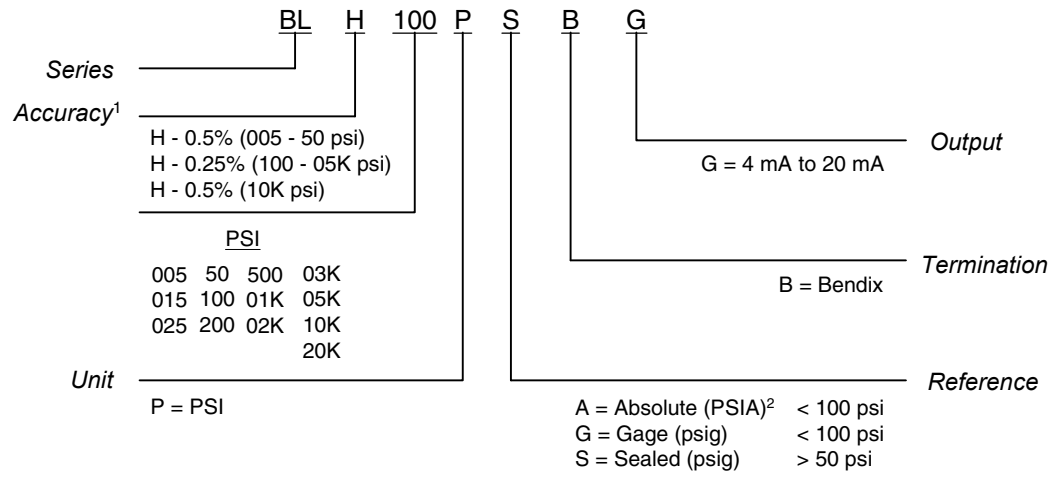 BL H 100 P S B G
Series
Accuracy1
H - 0.5% (005 - 50 psi)
H - 0.25% (100 - 05K psi)
H - 0.5% (10K psi)
PSI
005 50 500 03K
015 100 01K 05K
025 200 02K 10K
20K
Unit
P = PSI
Output
G = 4 mA to 20 mA
Termination
B = Bendix
Reference
A = Absolute (PSIA)2 < 100 psi
G = Gage (psig) < 100 psi
S = Sealed (psig) > 50 psi